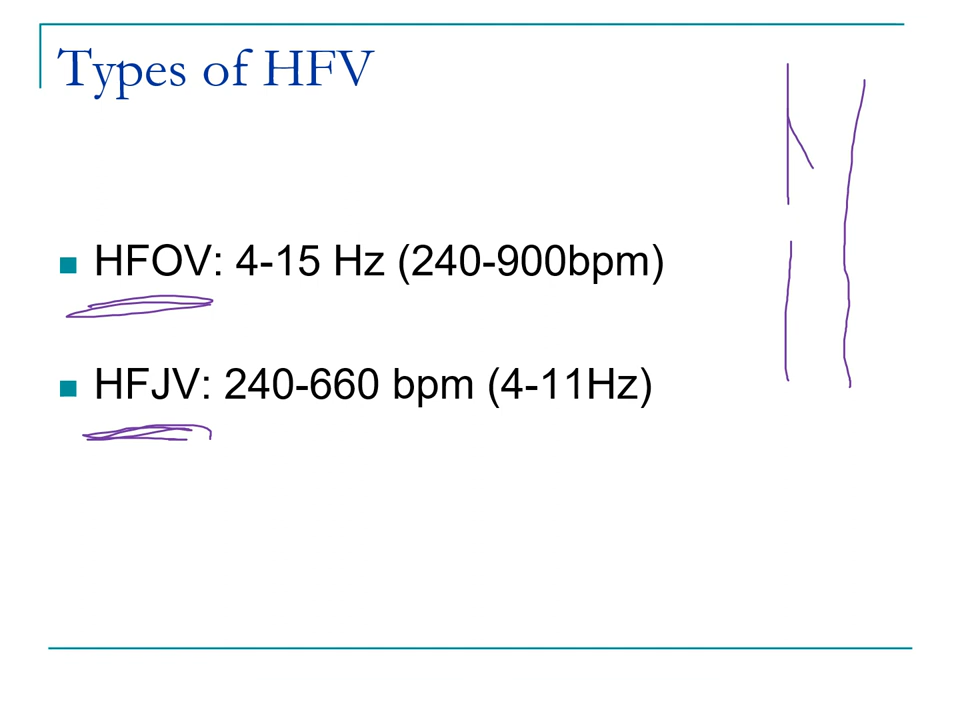 Types of HFV
HFOV: 4-15 Hz (240-900bpm)
HFJV: 240-660 bpm (4-11Hz)